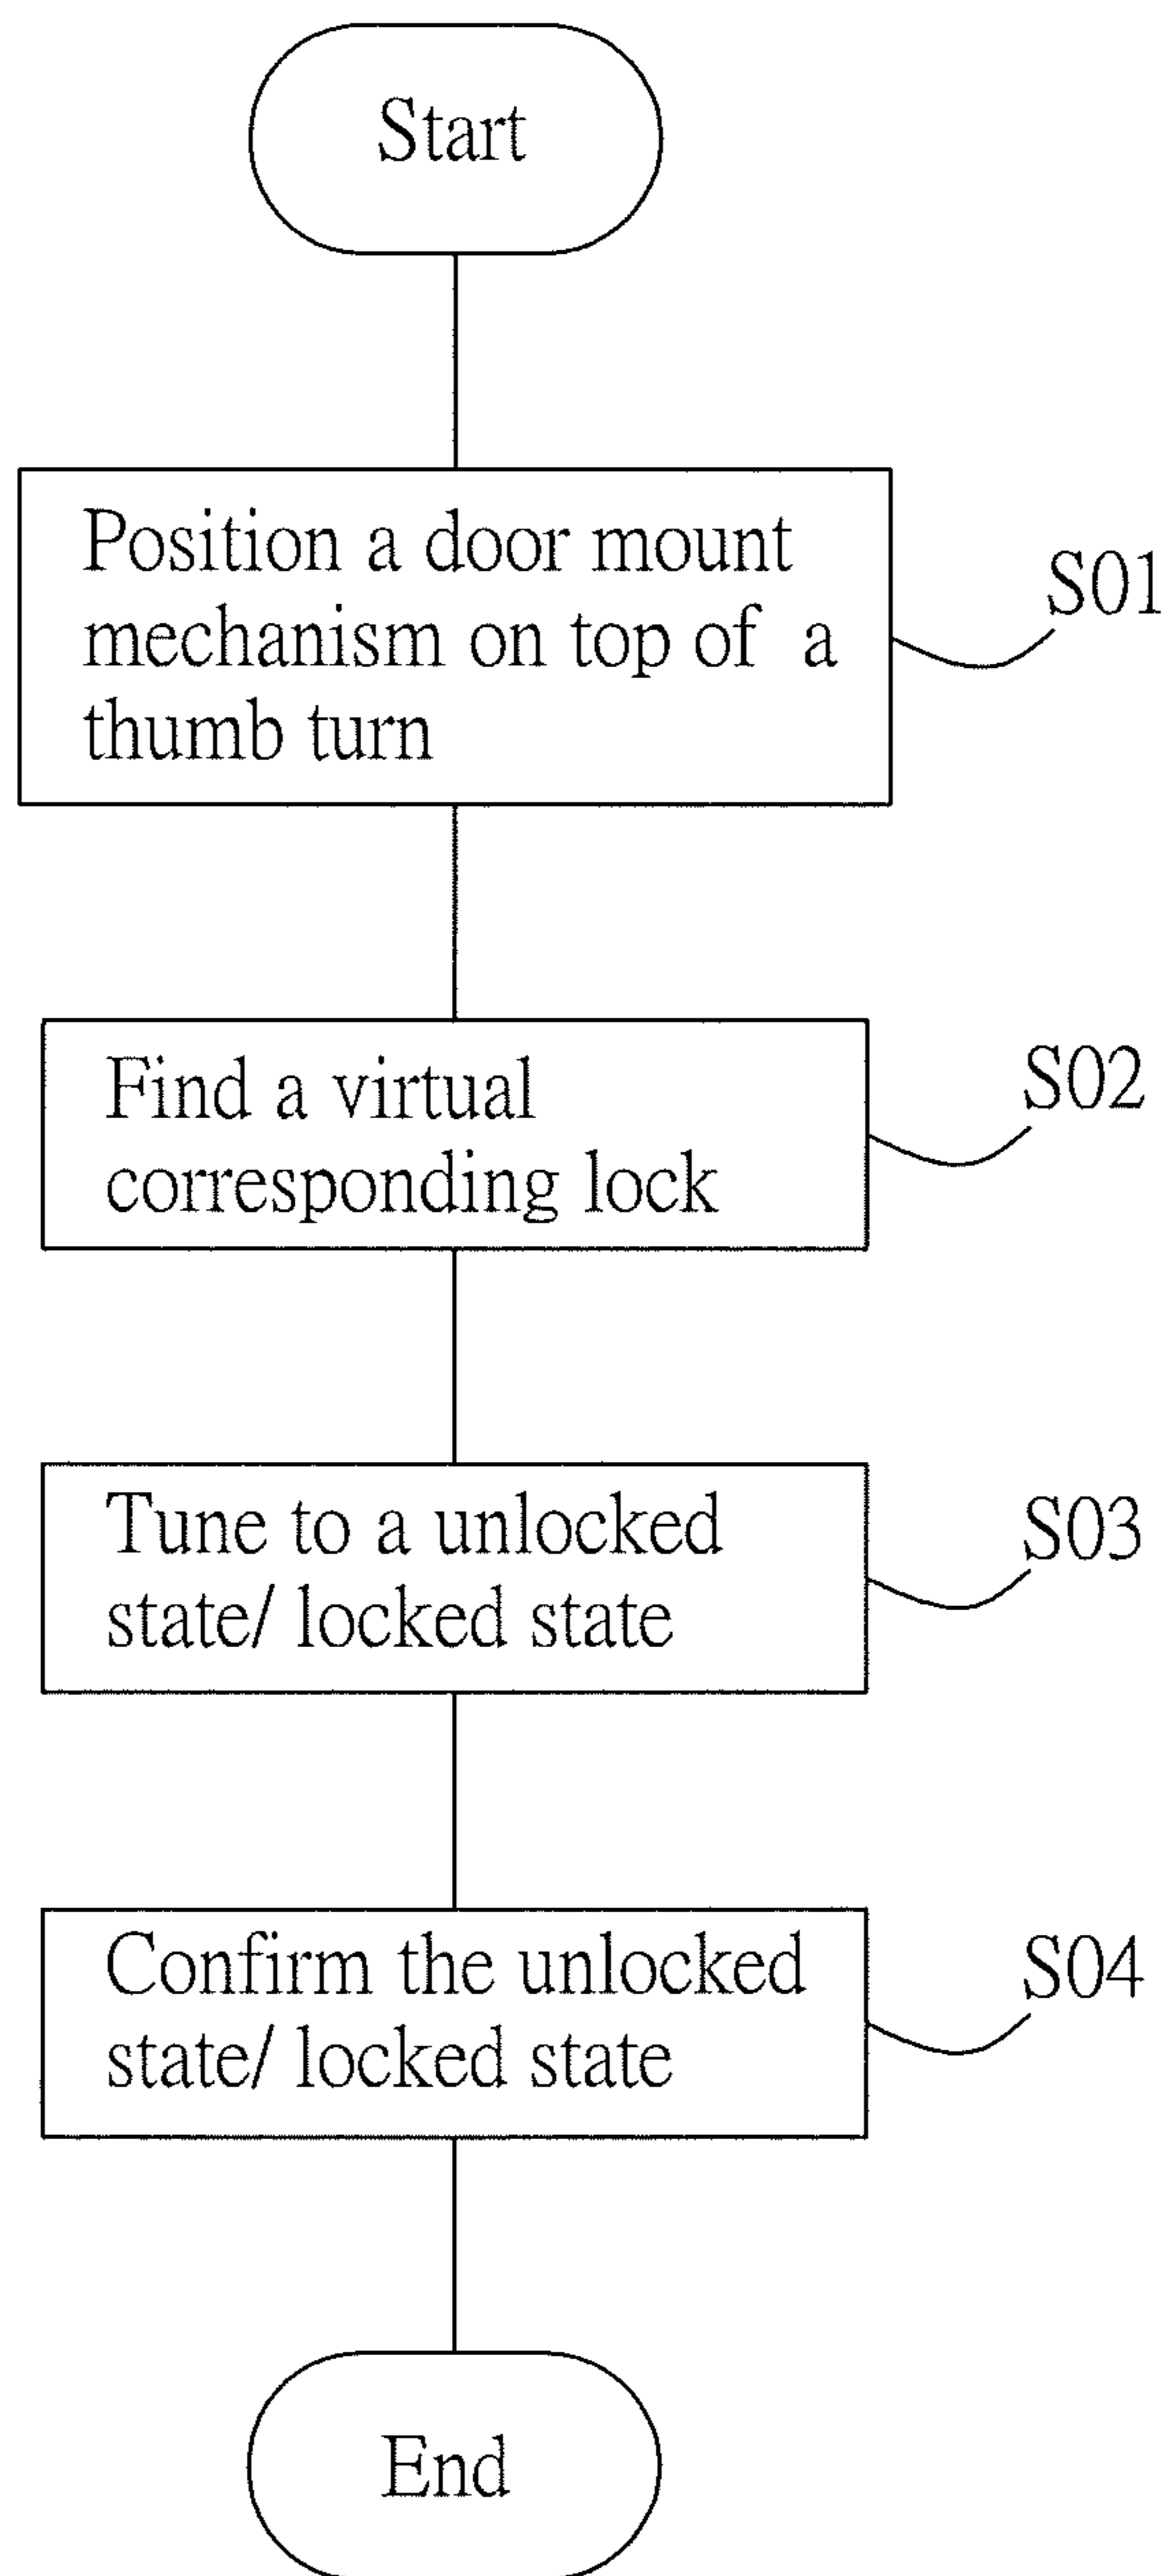 Start
Position a door mount
mechanism on top of a
thumb turn
S01
Find a virtual
corresponding lock
S02
Tune to a unlocked
state/ locked state
S03
Confirm the unlocked
state/ locked state
S04
End